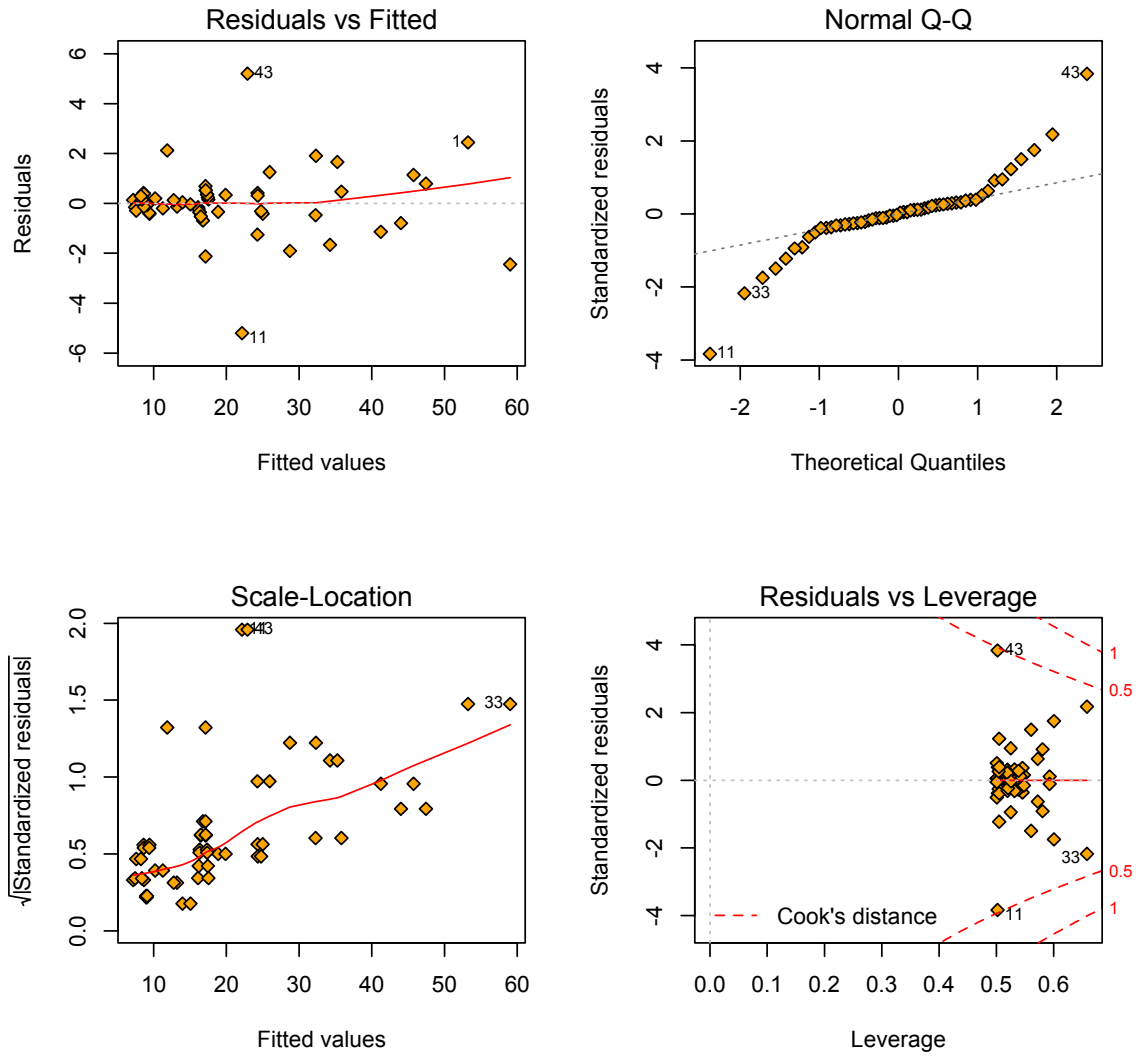 Residuals vs Fitted
6
4
2
0
-2
-4
-6
Residuals
43
1
11
10 20 30 40 50 60
Fitted values
Normal Q-Q
4
2
0
-2
-4
Standardized residuals
43
33
11
-2 -1 0 1 2
Theoretical Quantiles
Scale-Location
2.0
1.5
1.0
0.5
0.0
√|Standardized residuals|
43
33
10 20 30 40 50 60
Fitted values
Residuals vs Leverage
4
2
0
-2
-4
Standardized residuals
43
1
0.5
33
0.5
1
11
Cook's distance
0.0 0.1 0.2 0.3 0.4 0.5 0.6
Leverage